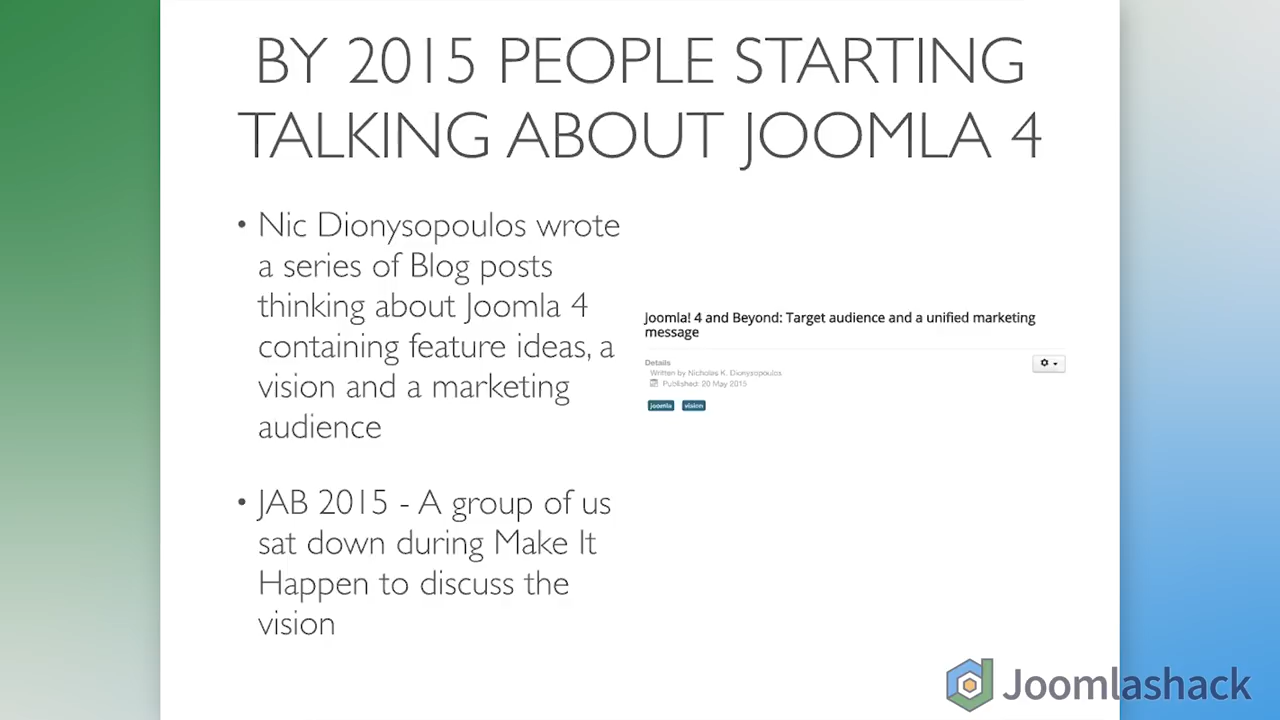 BY 2015 PEOPLE STARTING
TALKING ABOUT JOOMLA 4
• Nic Dionysopoulos wrote
a series of Blog posts
thinking about Joomla 4
containing feature ideas, a
vision and a marketing
audience
• JAB 2015 - A group of us
sat down during Make It
Happen to discuss the
vision
Joomla! 4 and Beyond: Target audience and a unified marketing
message
Details
Written by Nicholas K. Dionysopoulos
Published: 20 May 2015
joomla vision
Joomlashack